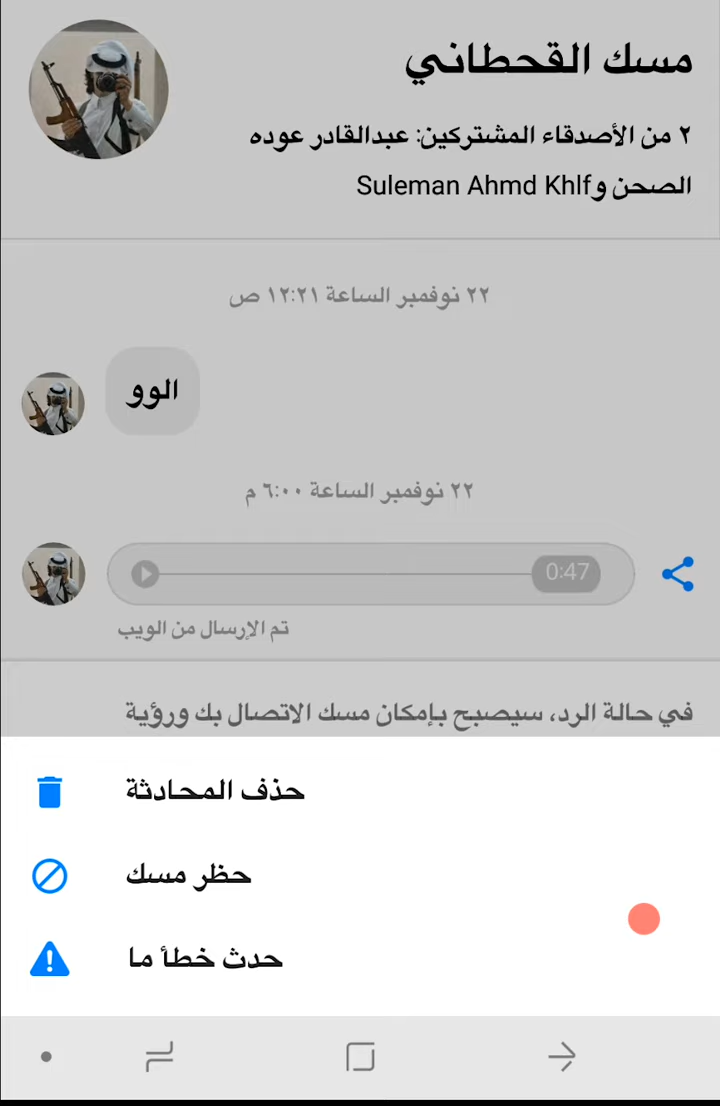 مسك القحطاني
٢ من الأصدقاء المشتركين: عبدالقادر عوده
الصحن وSuleman Ahmd Khlf
٢٢ نوفمبر الساعة ١٢:٢١ ص
الوو
٢٢ نوفمبر الساعة ٦:٠٠ م
0:47
تم الإرسال من الويب
في حالة الرد، سيصبح بإمكان مسك الاتصال بك ورؤية
حذف المحادثة
حظر مسك
حدث خطأ ما